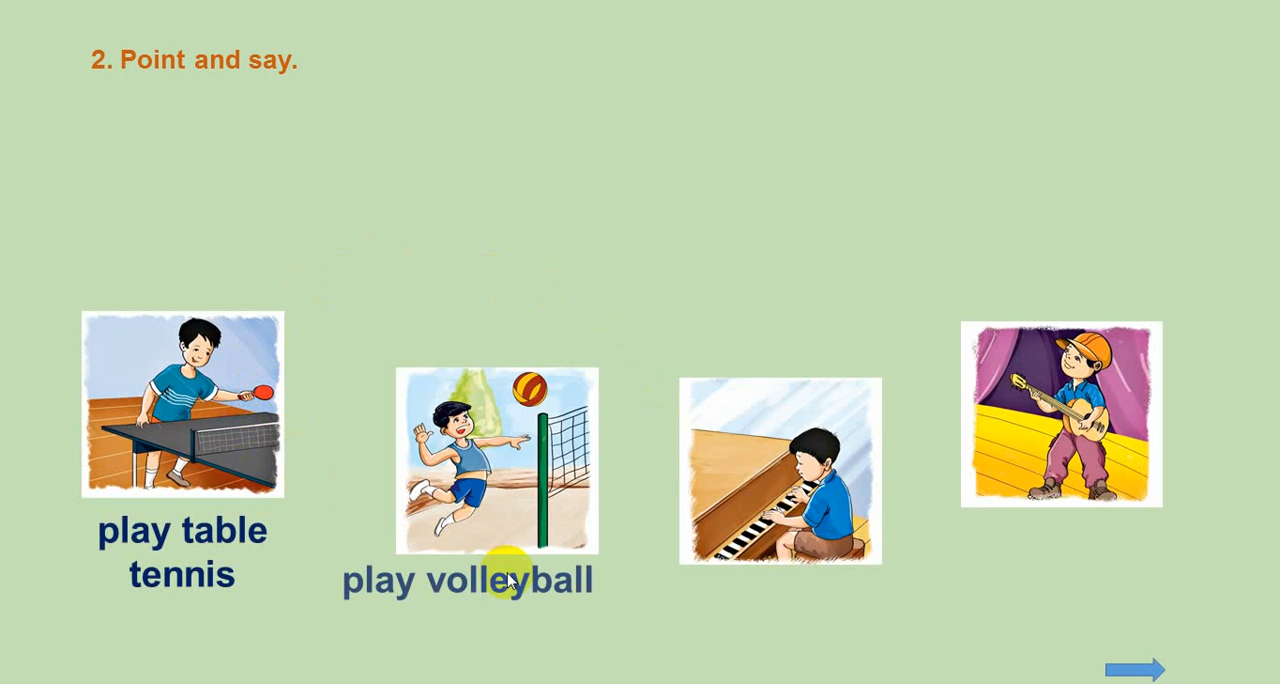 2. Point and say.
play table
tennis
play volleyball